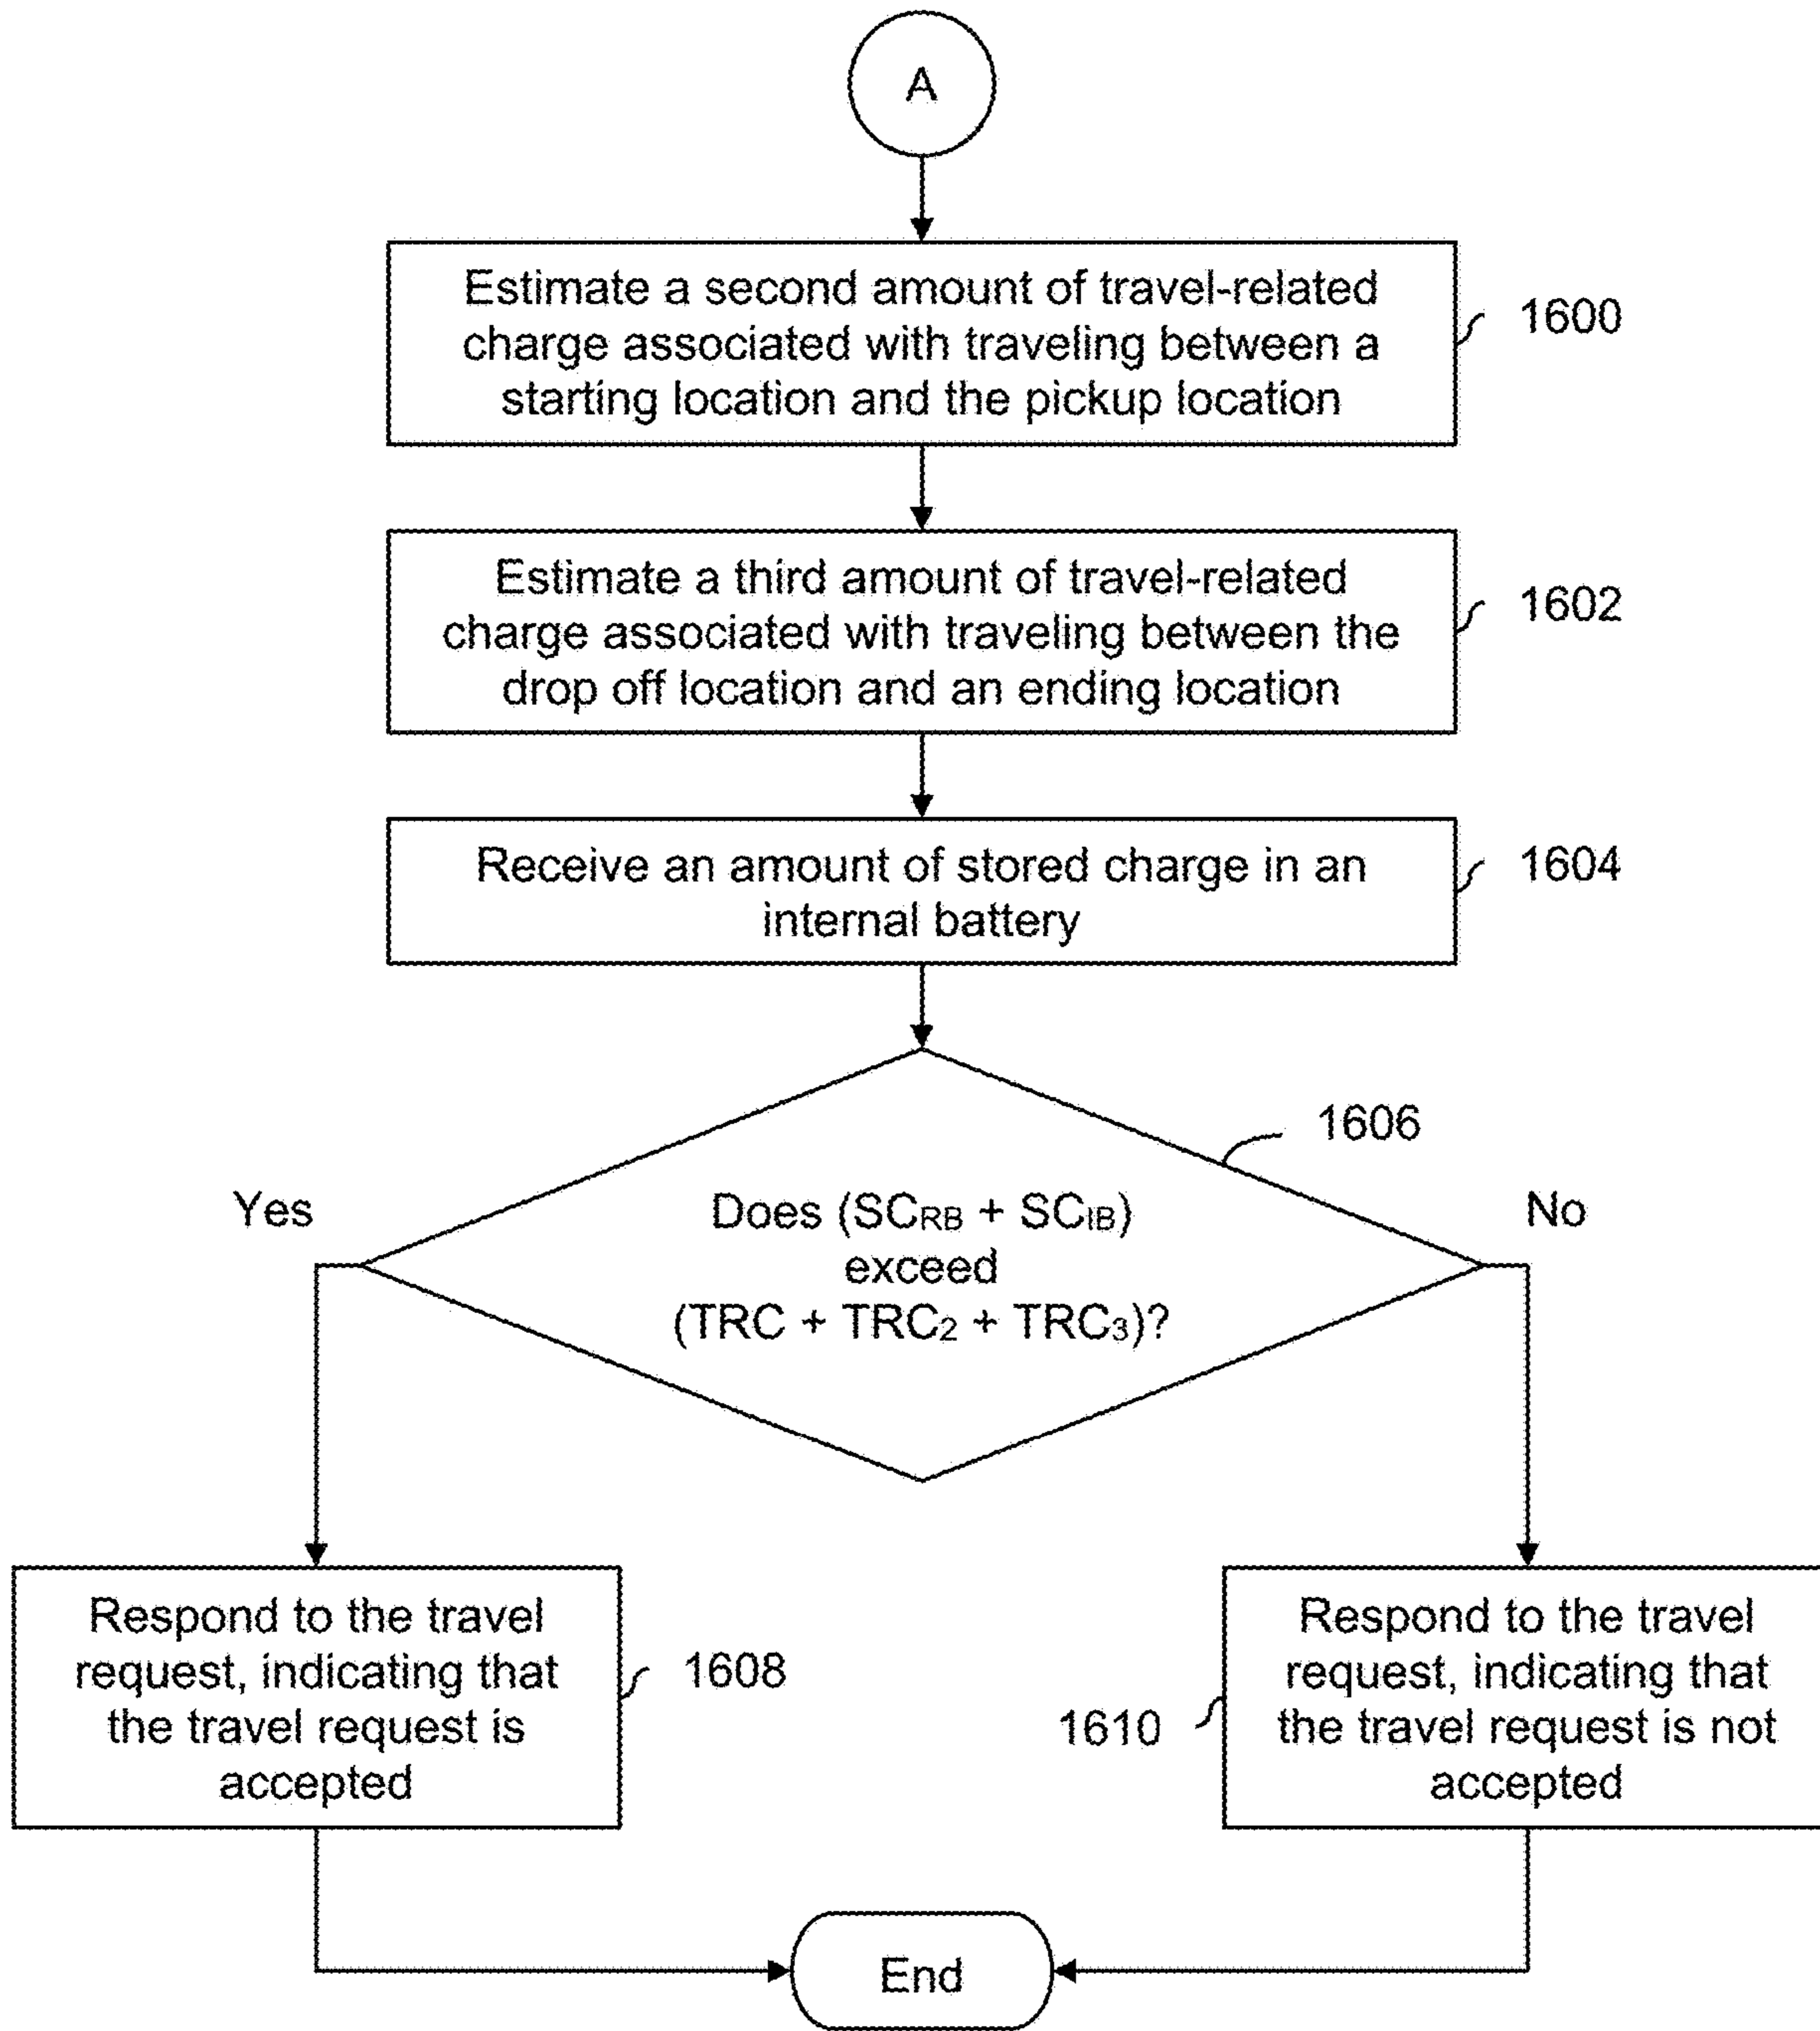 A
Estimate a second amount of travel-related
charge associated with traveling between a
starting location and the pickup location
1600
Estimate a third amount of travel-related
charge associated with traveling between the
drop off location and an ending location
1602
Receive an amount of stored charge in an
internal battery
1604
1606
Yes
No
Does (SCRB + SCIB)
exceed
(TRC + TRC2 + TRC3)?
Respond to the travel
request, indicating that
the travel request is
accepted
1608
1610
Respond to the travel
request, indicating that
the travel request is not
accepted
End